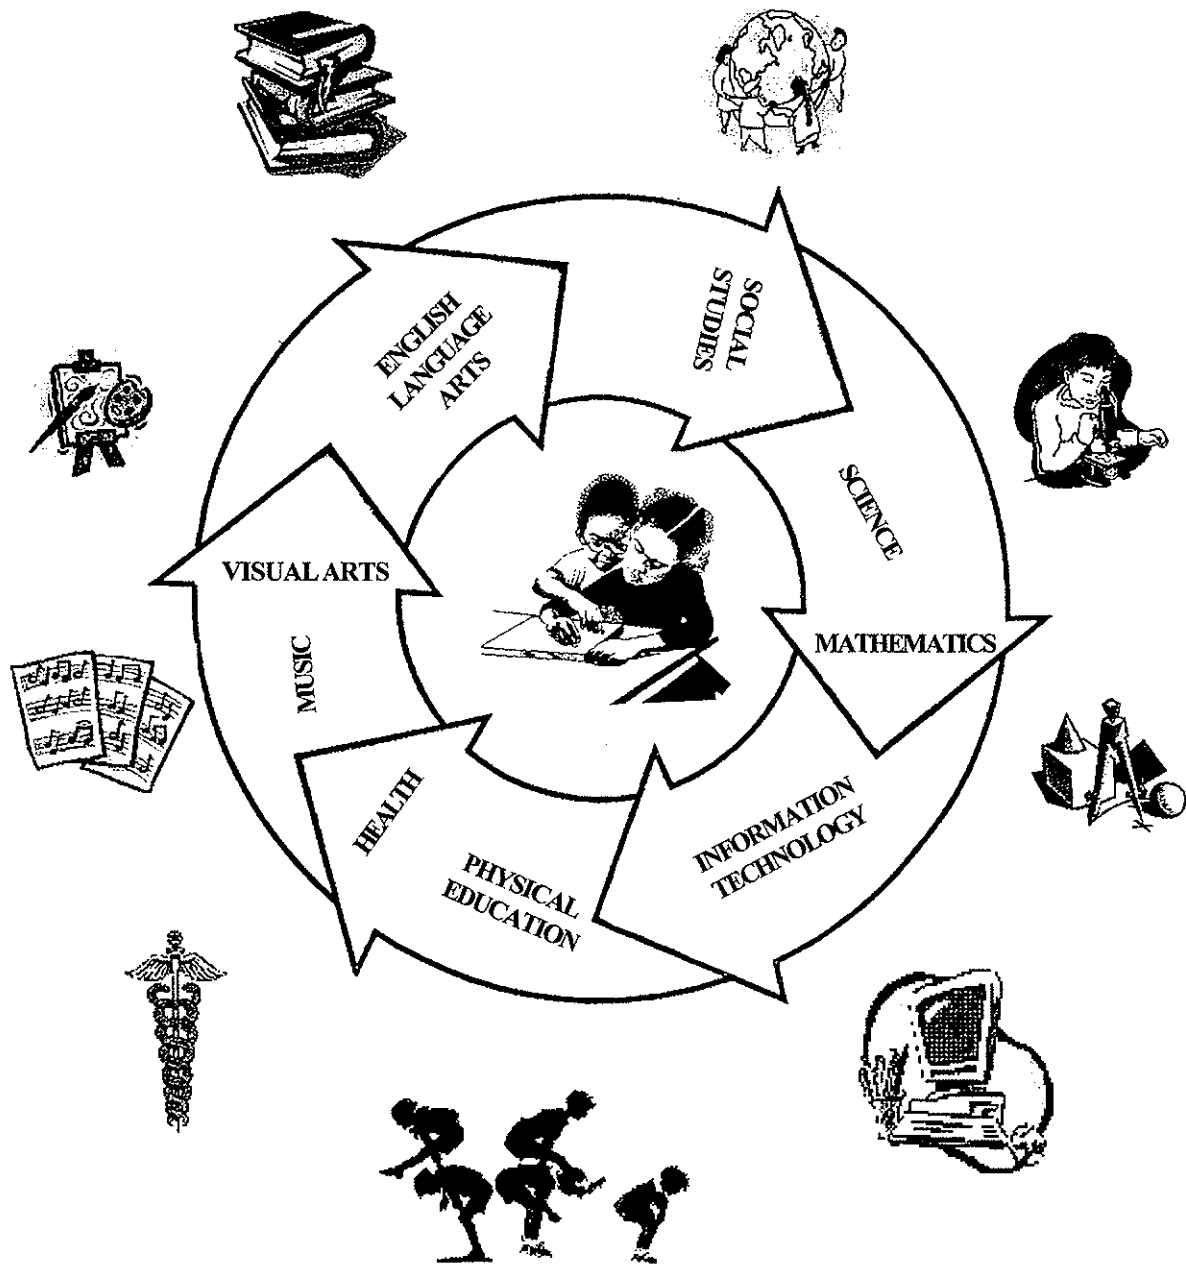 ENGLISH
LANGUAGE
ARTS
SOCIAL
STUDIES
SCIENCE
MATHEMATICS
INFORMATION
TECHNOLOGY
PHYSICAL
EDUCATION
HEALTH
MUSIC
VISUAL ARTS